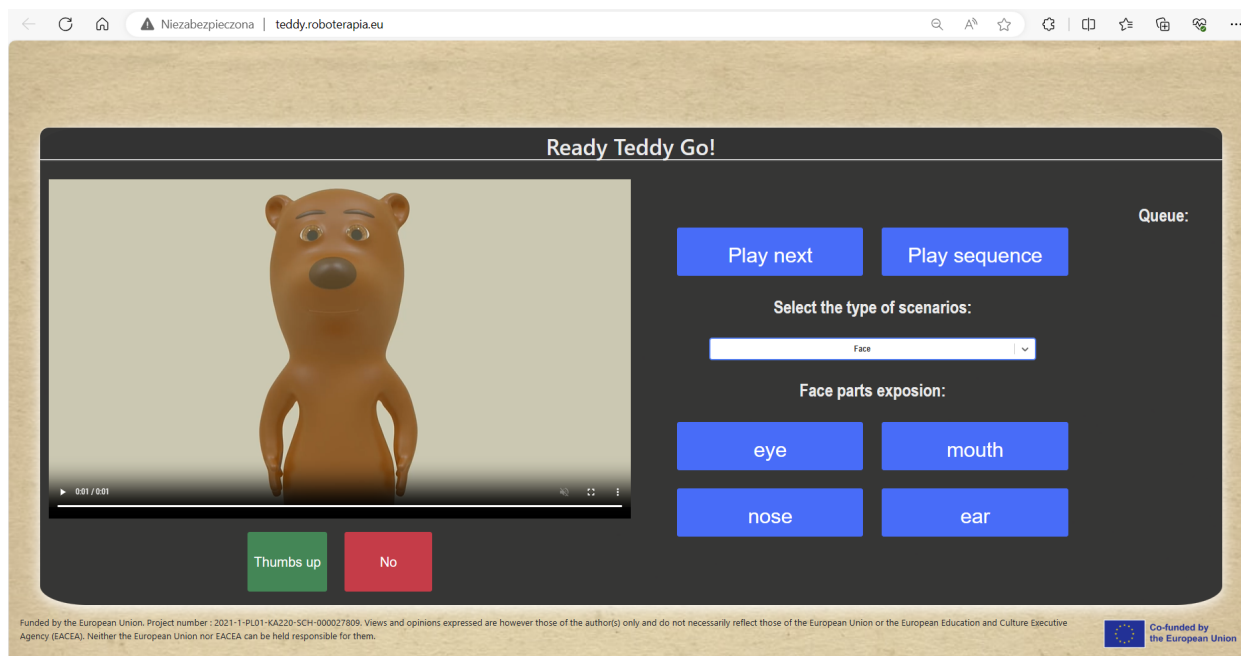 Niezabezpieczona | teddy.roboterapia.eu
Ready Teddy Go!
Queue:
Play next
Play sequence
Select the type of scenarios:
Face
Face parts exposion:
eye
mouth
nose
ear
0:01 / 0:01
Thumbs up
No
Funded by the European Union. Project number : 2021-1-PL01-KA220-SCH-000027809. Views and opinions expressed are however those of the author(s) only and do not necessarily reflect those of the European Union or the European Education and Culture Executive
Agency (EACEA). Neither the European Union nor EACEA can be held responsible for them.
Co-funded by
the European Union